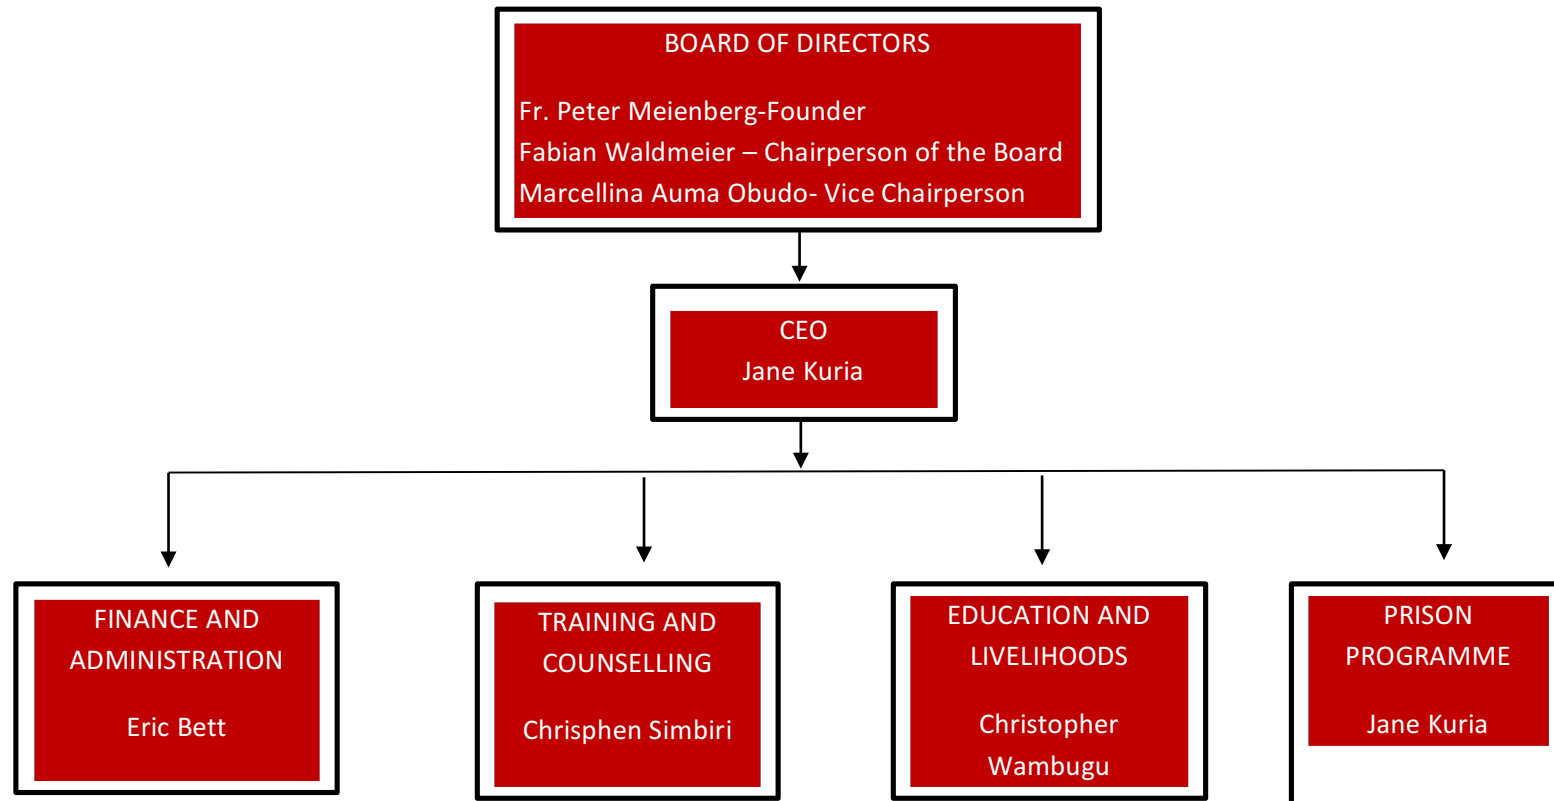 BOARD OF DIRECTORS
Fr. Peter Meienberg-Founder
Fabian Waldmeier – Chairperson of the Board
Marcellina Auma Obudo- Vice Chairperson
CEO
Jane Kuria
FINANCE AND
ADMINISTRATION
Eric Bett
TRAINING AND
COUNSELLING
Chrisphen Simbiri
EDUCATION AND
LIVELIHOODS
Christopher
Wambugu
PRISON
PROGRAMME
Jane Kuria